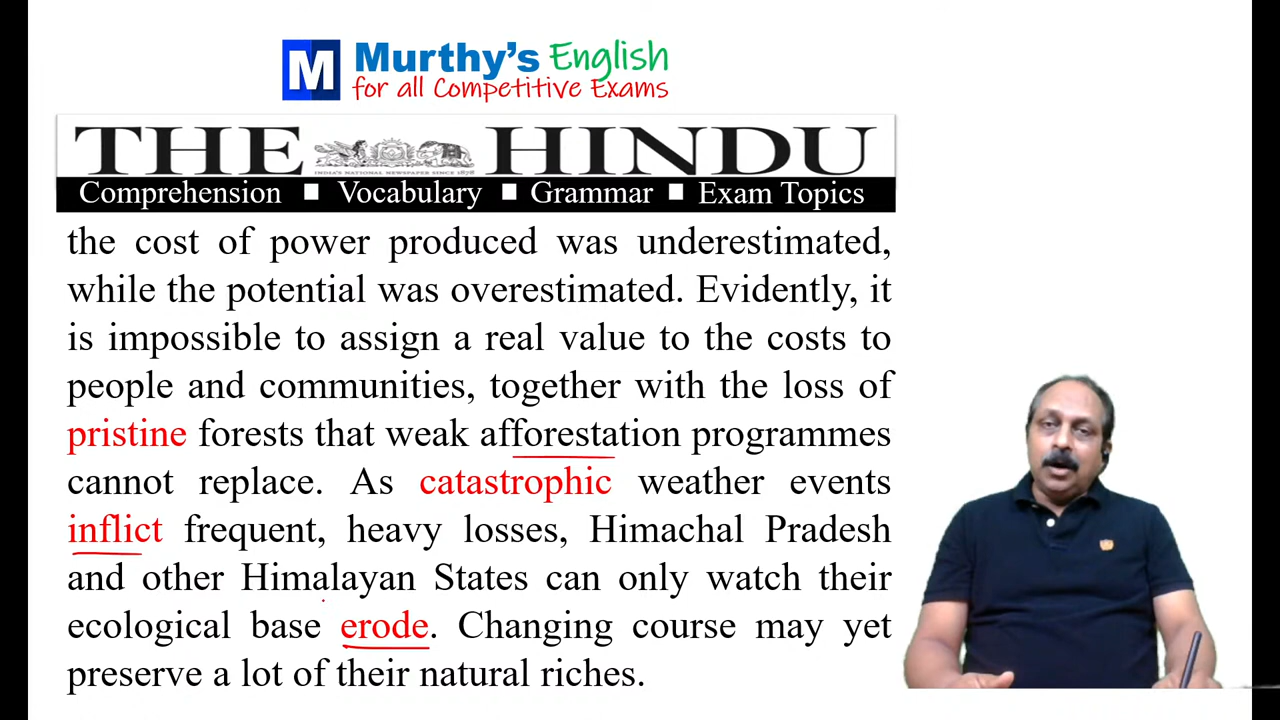 M Murthy's English
for all Competitive Exams
THE HINDU
INDIA'S NATIONAL NEWSPAPER SINCE 1878
Comprehension ■ Vocabulary ■ Grammar ■ Exam Topics
the cost of power produced was underestimated,
while the potential was overestimated. Evidently, it
is impossible to assign a real value to the costs to
people and communities, together with the loss of
pristine forests that weak afforestation programmes
cannot replace. As catastrophic weather events
inflict frequent, heavy losses, Himachal Pradesh
and other Himalayan States can only watch their
ecological base erode. Changing course may yet
preserve a lot of their natural riches.